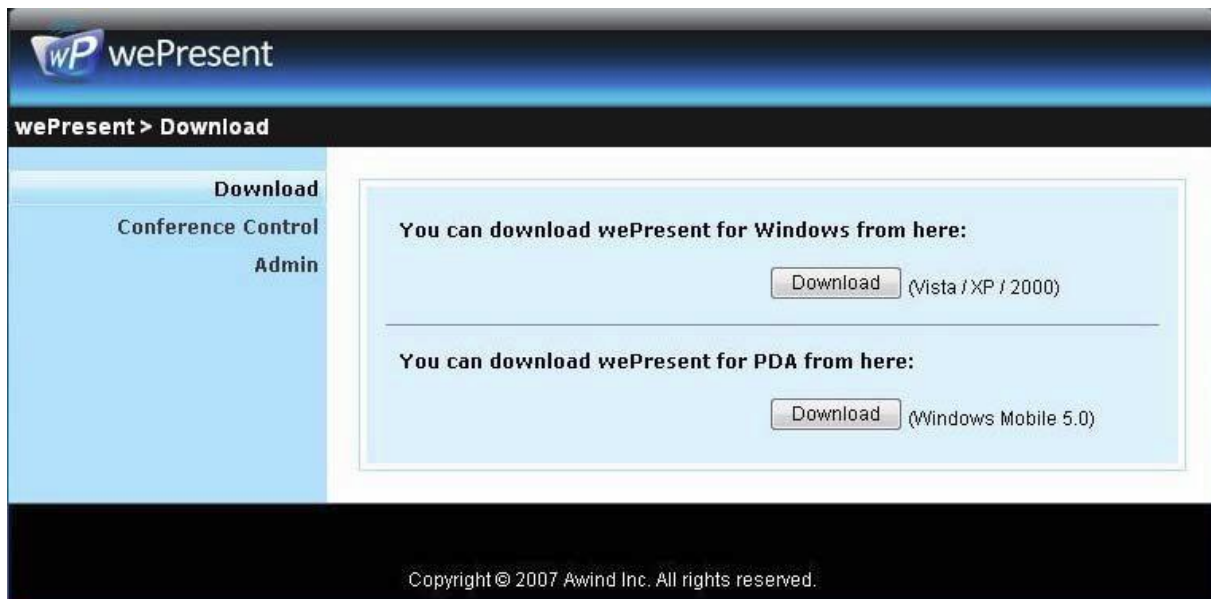 wP wePresent
wePresent > Download
Download
Conference Control
Admin
You can download wePresent for Windows from here:
Download (Vista / XP / 2000)
You can download wePresent for PDA from here:
Download (Windows Mobile 5.0)
Copyright © 2007 Awind Inc. All rights reserved.